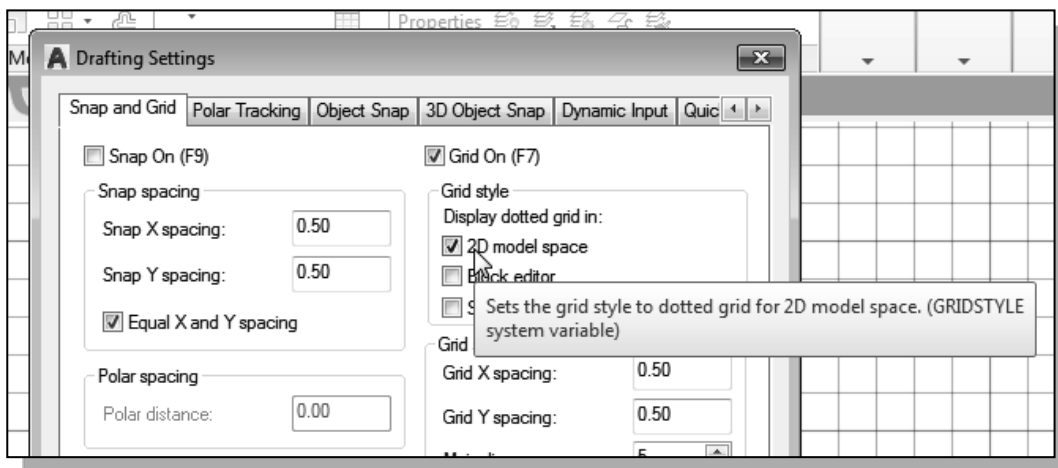 Properties
Drafting Settings
Snap and Grid Polar Tracking Object Snap 3D Object Snap Dynamic Input Quic
Snap On (F9)
Snap spacing
Snap X spacing: 0.50
Snap Y spacing: 0.50
Equal X and Y spacing
Polar spacing
Polar distance: 0.00
Grid On (F7)
Grid style
Display dotted grid in:
2D model space
Block editor
Sets the grid style to dotted grid for 2D model space. (GRIDSTYLE
system variable)
Grid
Grid X spacing: 0.50
Grid Y spacing: 0.50